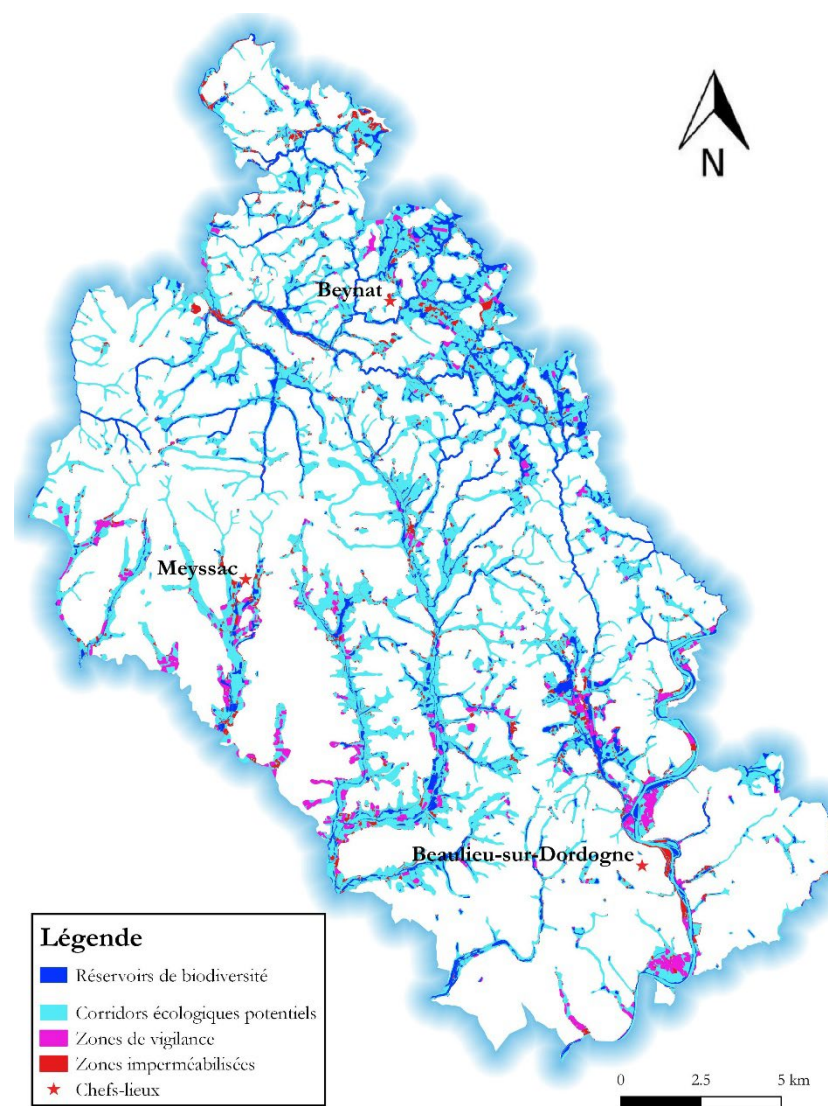 N
Beynat
Meyssac
Beaulieu-sur-Dordogne
Légende
Réservoirs de biodiversité
Corridors écologiques potentiels
Zones de vigilance
Zones imperméabilisées
Chefs-lieux
0 2.5 5 km